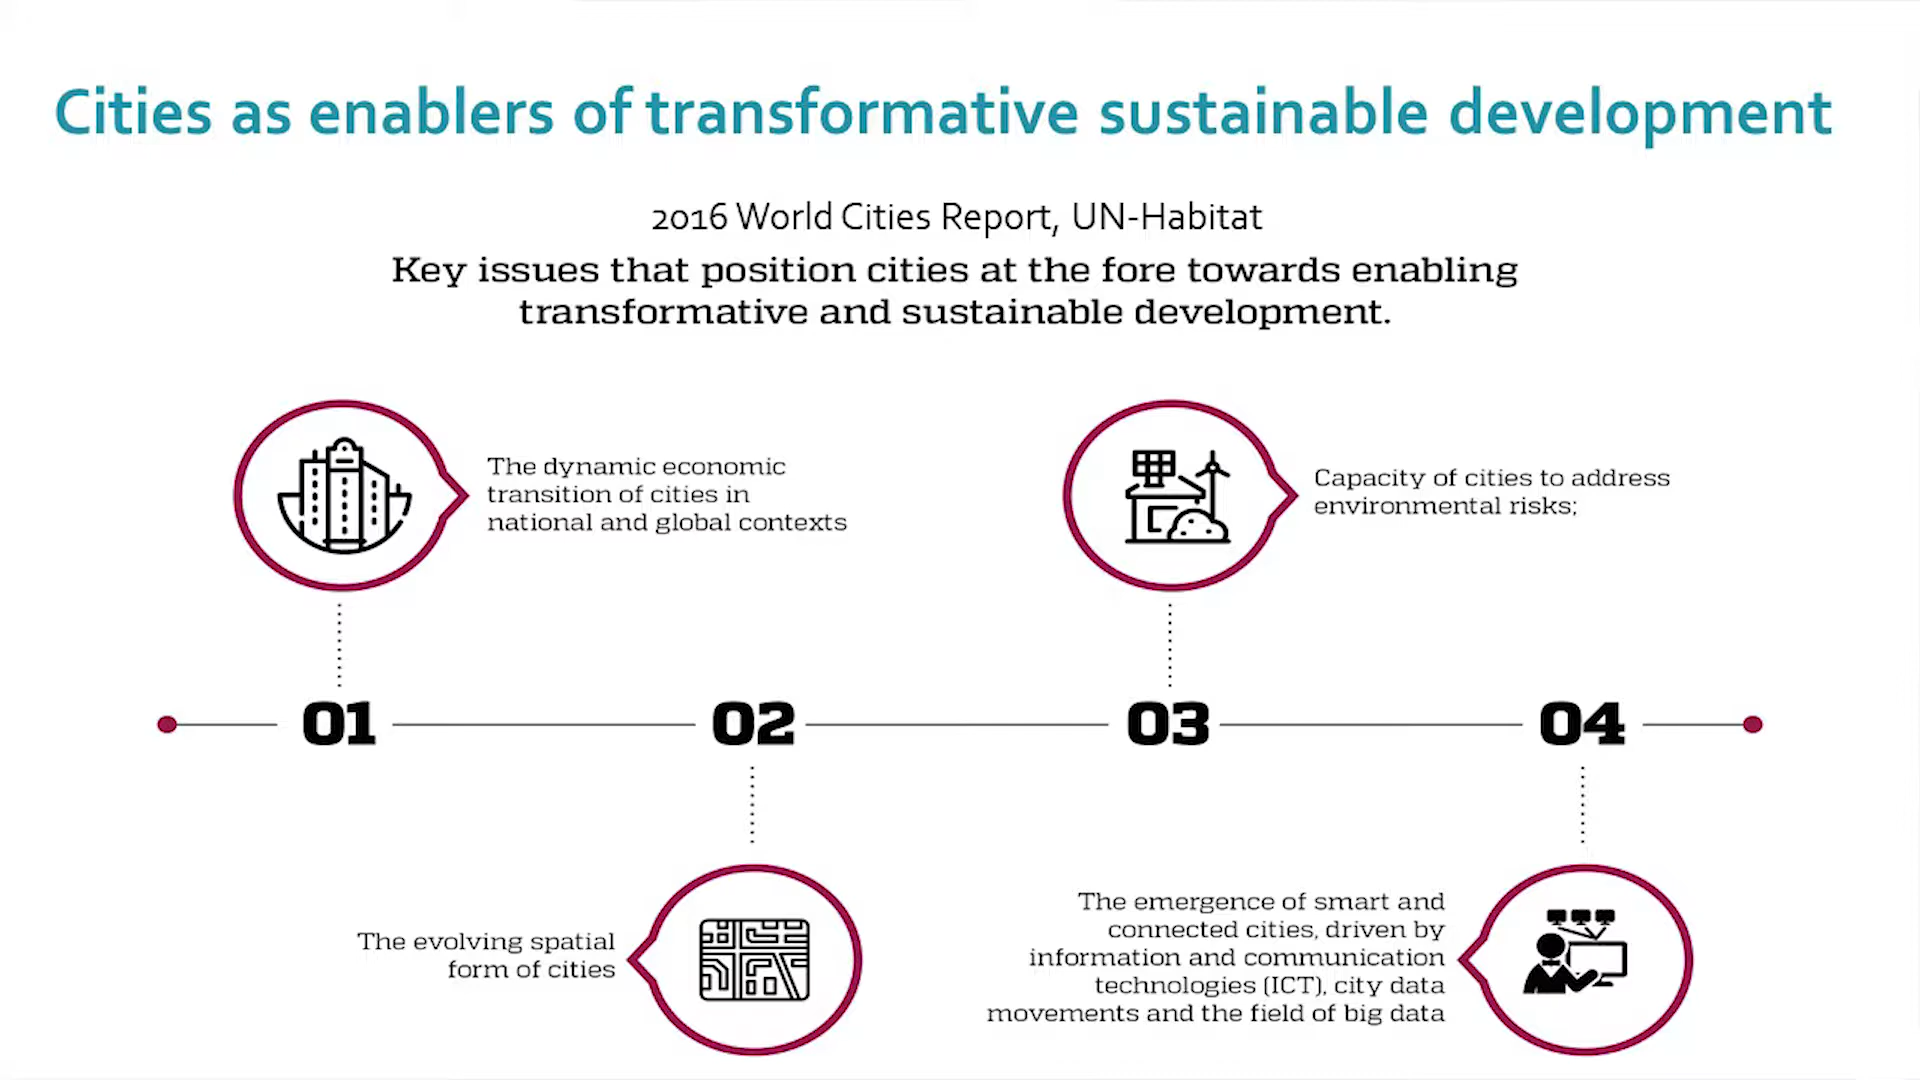 Cities as enablers of transformative sustainable development
2016 World Cities Report, UN-Habitat
Key issues that position cities at the fore towards enabling
transformative and sustainable development.
The dynamic economic
transition of cities in
national and global contexts
Capacity of cities to address
environmental risks;
01
02
03
04
The evolving spatial
form of cities
The emergence of smart and
connected cities, driven by
information and communication
technologies (ICT), city data
movements and the field of big data